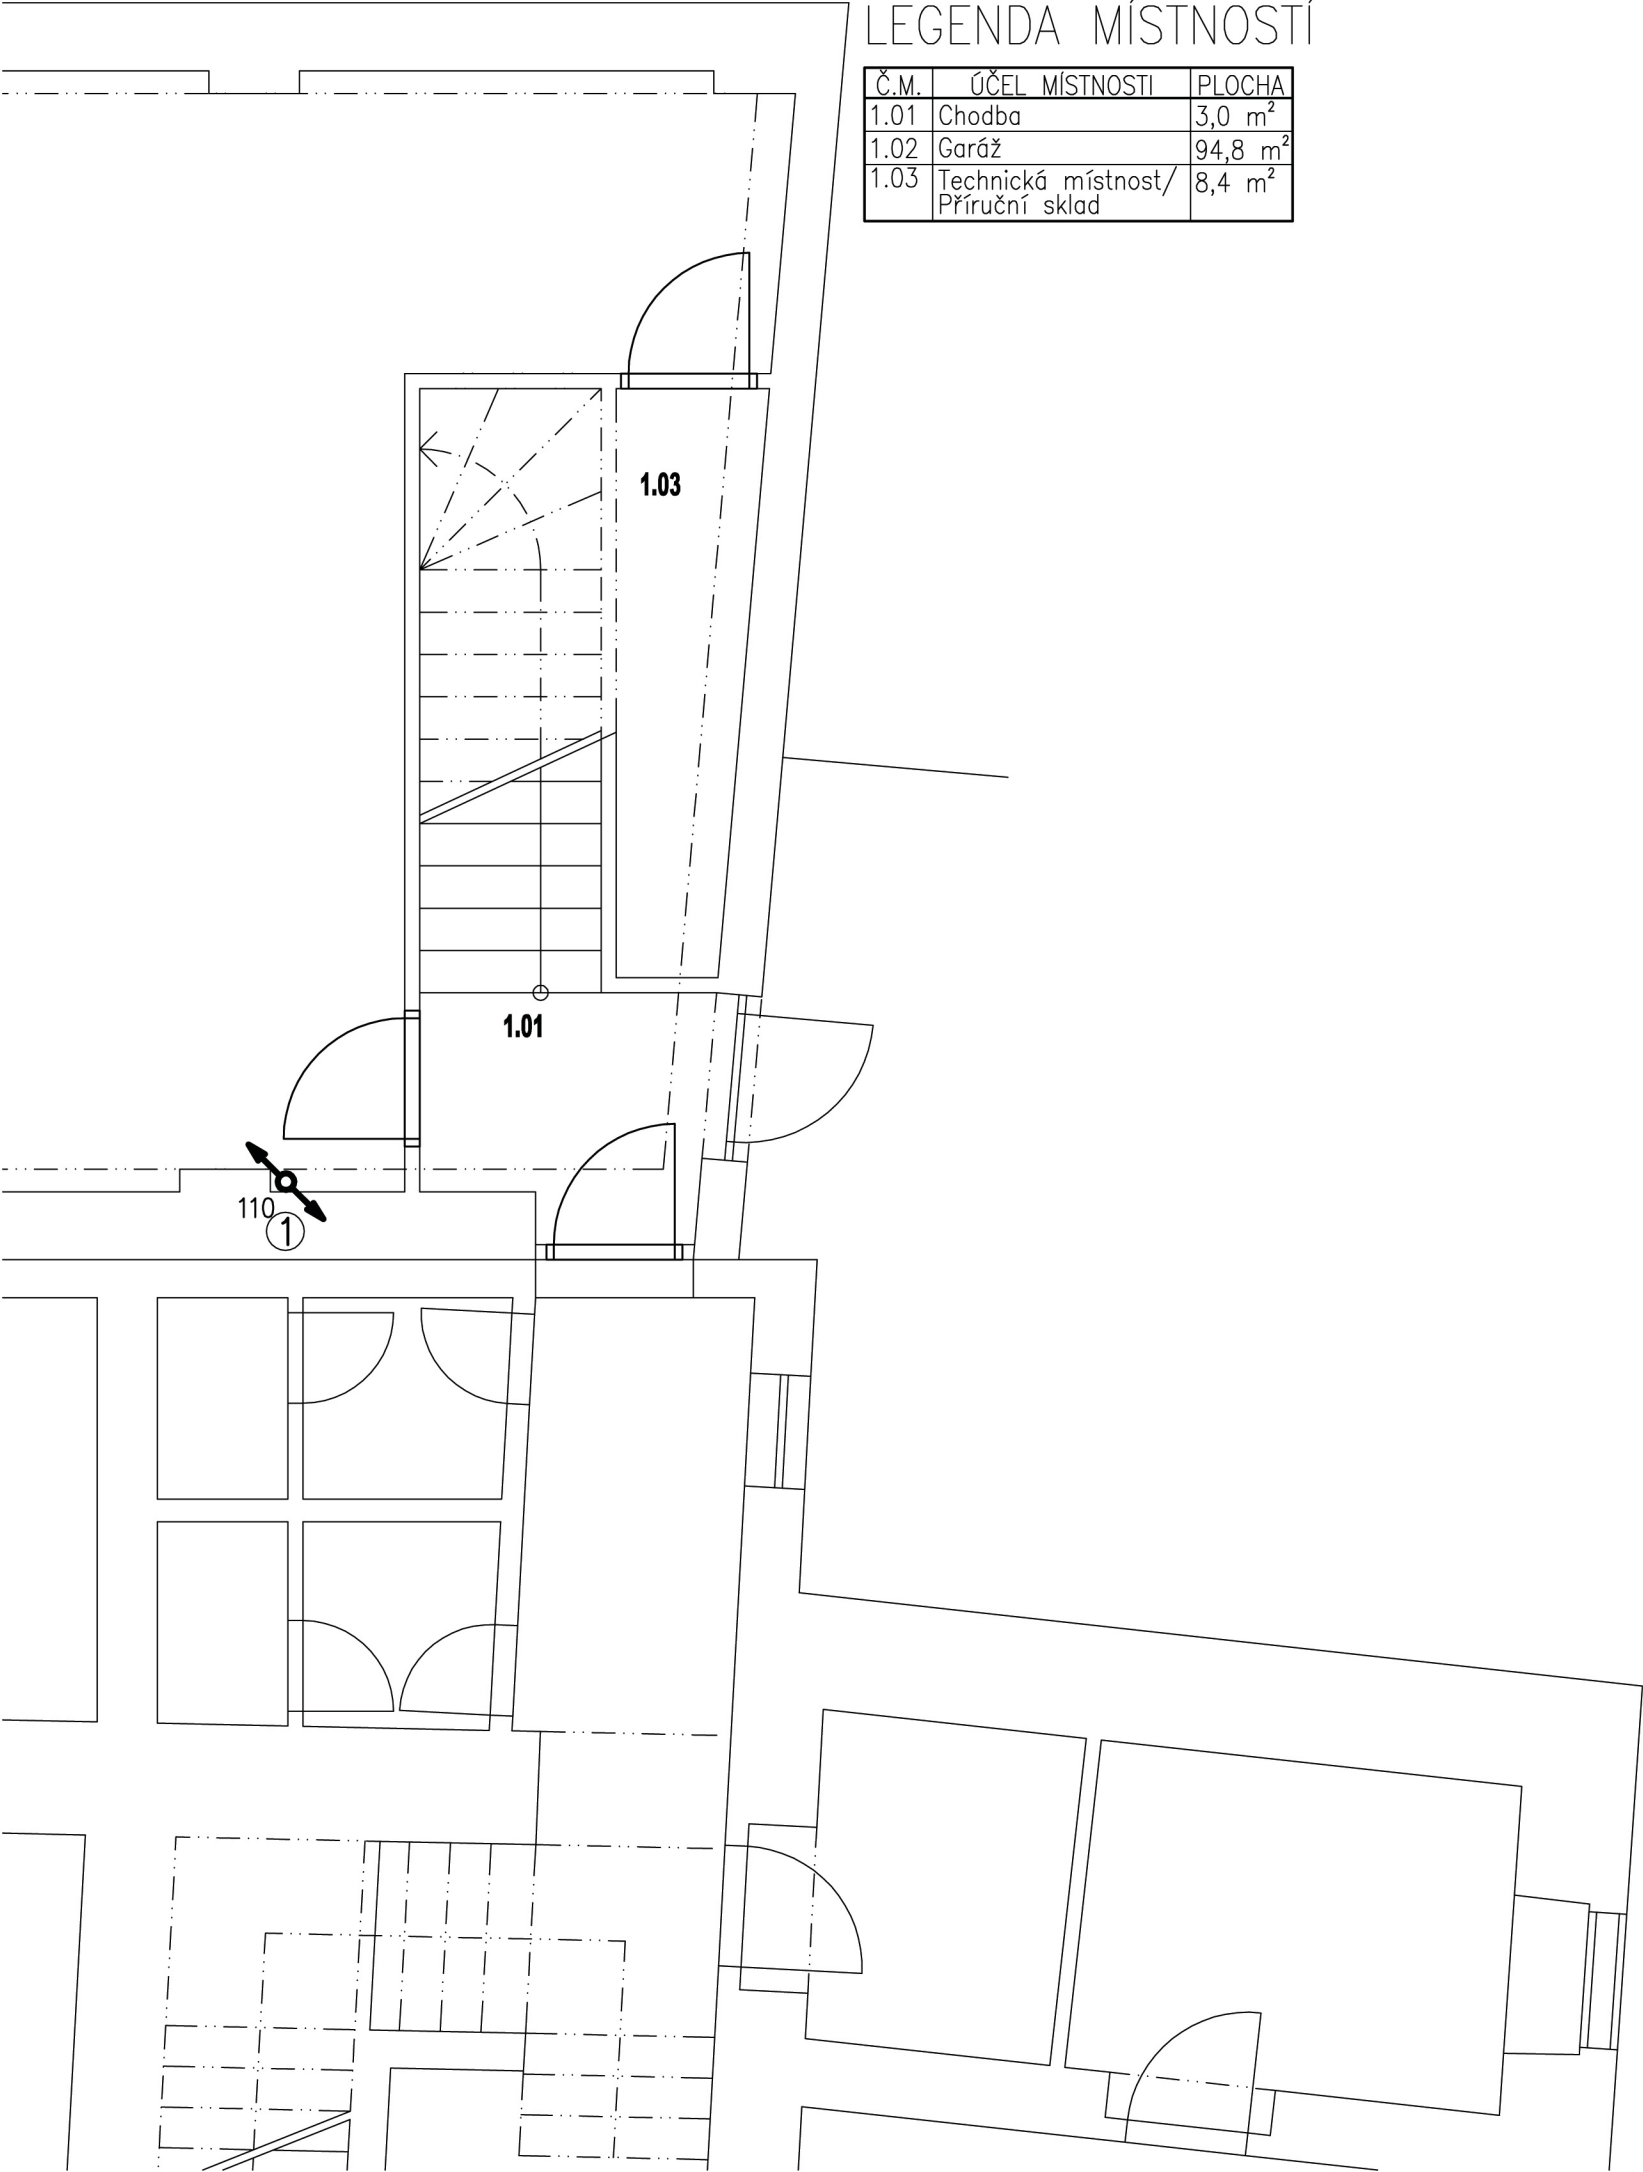 LEGENDA MÍSTNOSTÍ
Č.M. ÚČEL MÍSTNOSTI PLOCHA
1.01 Chodba 3,0 m²
1.02 Garáž 94,8 m²
1.03 Technická místnost/ 8,4 m²
Příruční sklad
1.03
1.01
110
1